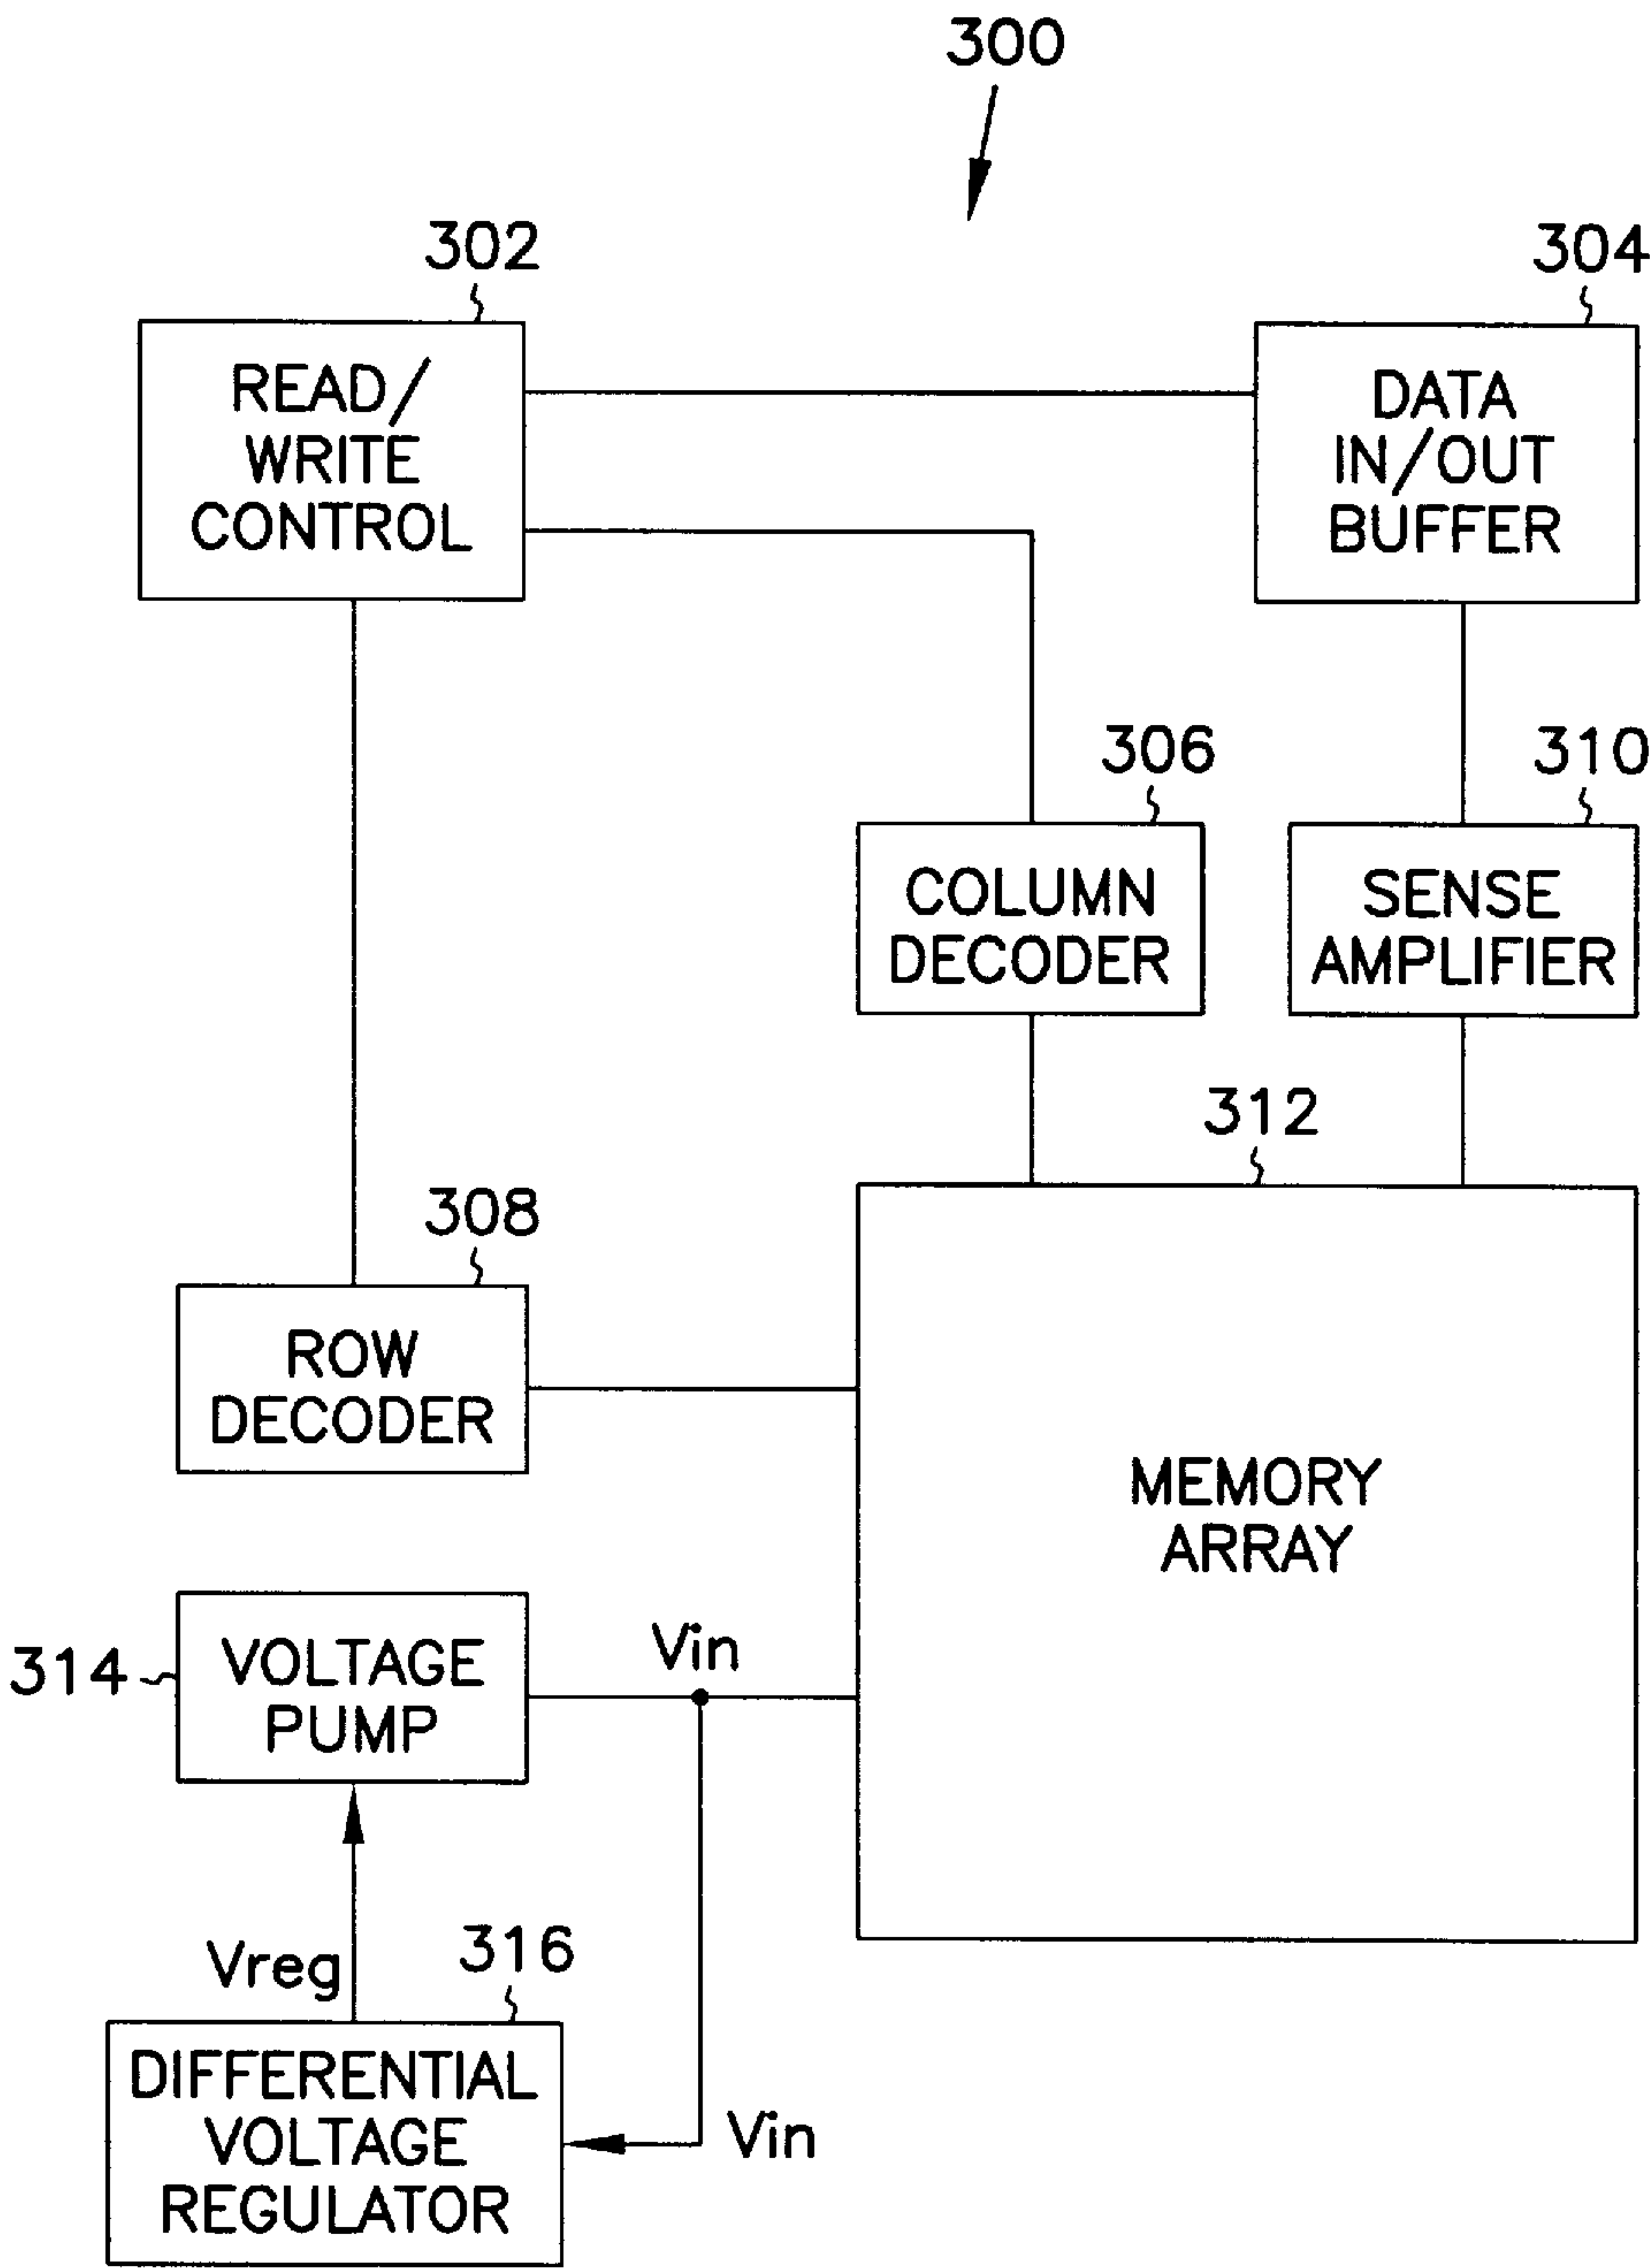 300
302
304
READ/
WRITE
CONTROL
DATA
IN/OUT
BUFFER
306
310
COLUMN
DECODER
SENSE
AMPLIFIER
312
308
ROW
DECODER
MEMORY
ARRAY
314
VOLTAGE
PUMP
Vin
Vreg
316
DIFFERENTIAL
VOLTAGE
REGULATOR
Vin